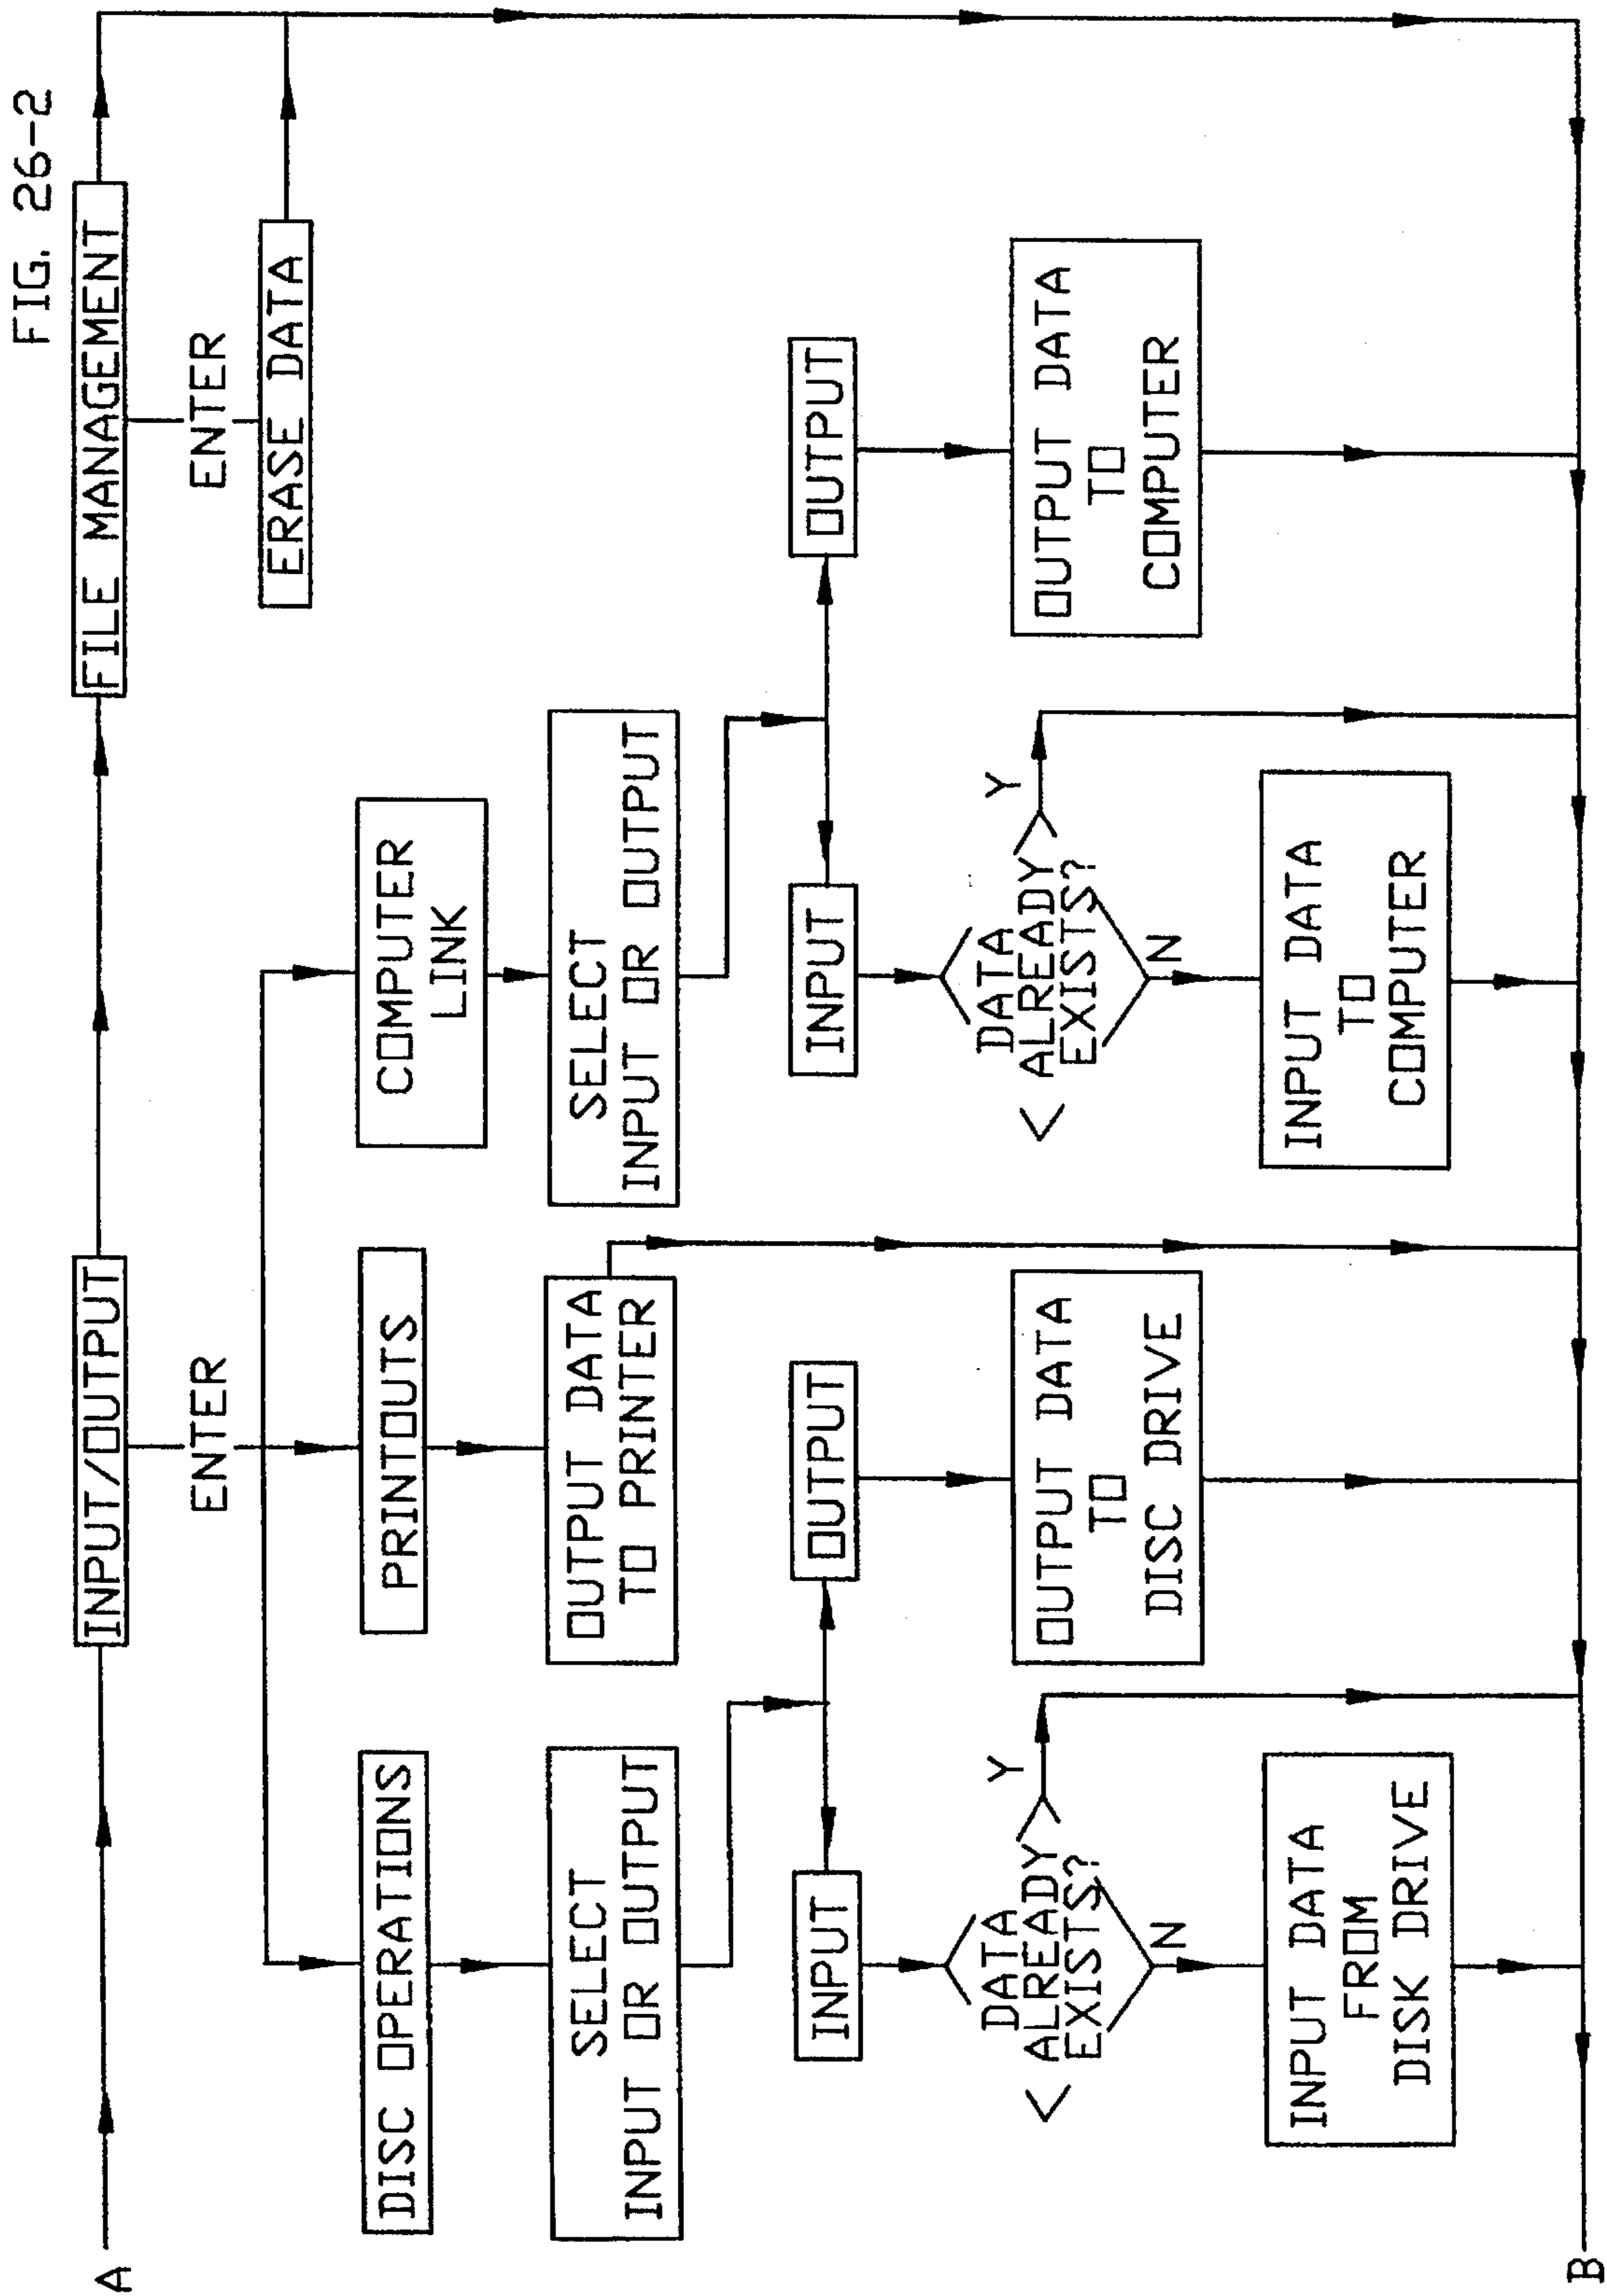 FIG. 26-2
A
INPUT/OUTPUT
FILE MANAGEMENT
ENTER
ENTER
ERASE DATA
DISC OPERATIONS
PRINTOUTS
COMPUTER
LINK
SELECT
INPUT OR OUTPUT
OUTPUT DATA
TO PRINTER
SELECT
INPUT OR OUTPUT
INPUT
OUTPUT
INPUT
OUTPUT
DATA
ALREADY
EXISTS?
Y
N
OUTPUT DATA
TO
DISC DRIVE
DATA
ALREADY
EXISTS?
Y
N
OUTPUT DATA
TO
COMPUTER
INPUT DATA
FROM
DISK DRIVE
INPUT DATA
TO
COMPUTER
B